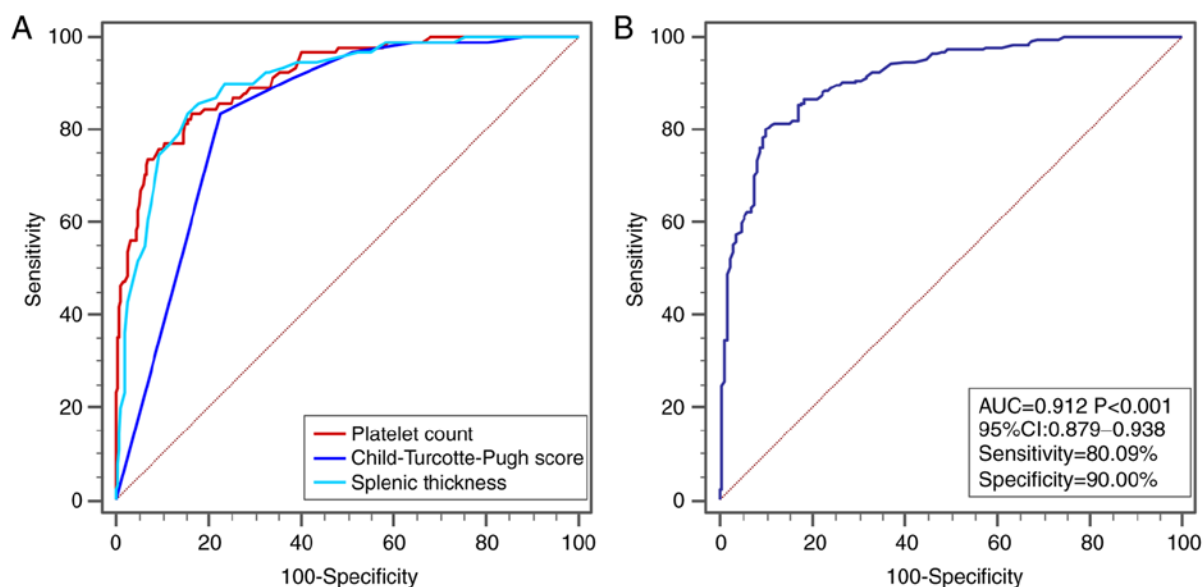 A
Sensitivity
100
80
60
40
20
0
0 20 40 60 80 100
100-Specificity
Platelet count
Child-Turcotte-Pugh score
Splenic thickness
B
Sensitivity
100
80
60
40
20
0
0 20 40 60 80 100
100-Specificity
AUC=0.912 P<0.001
95%CI:0.879–0.938
Sensitivity=80.09%
Specificity=90.00%